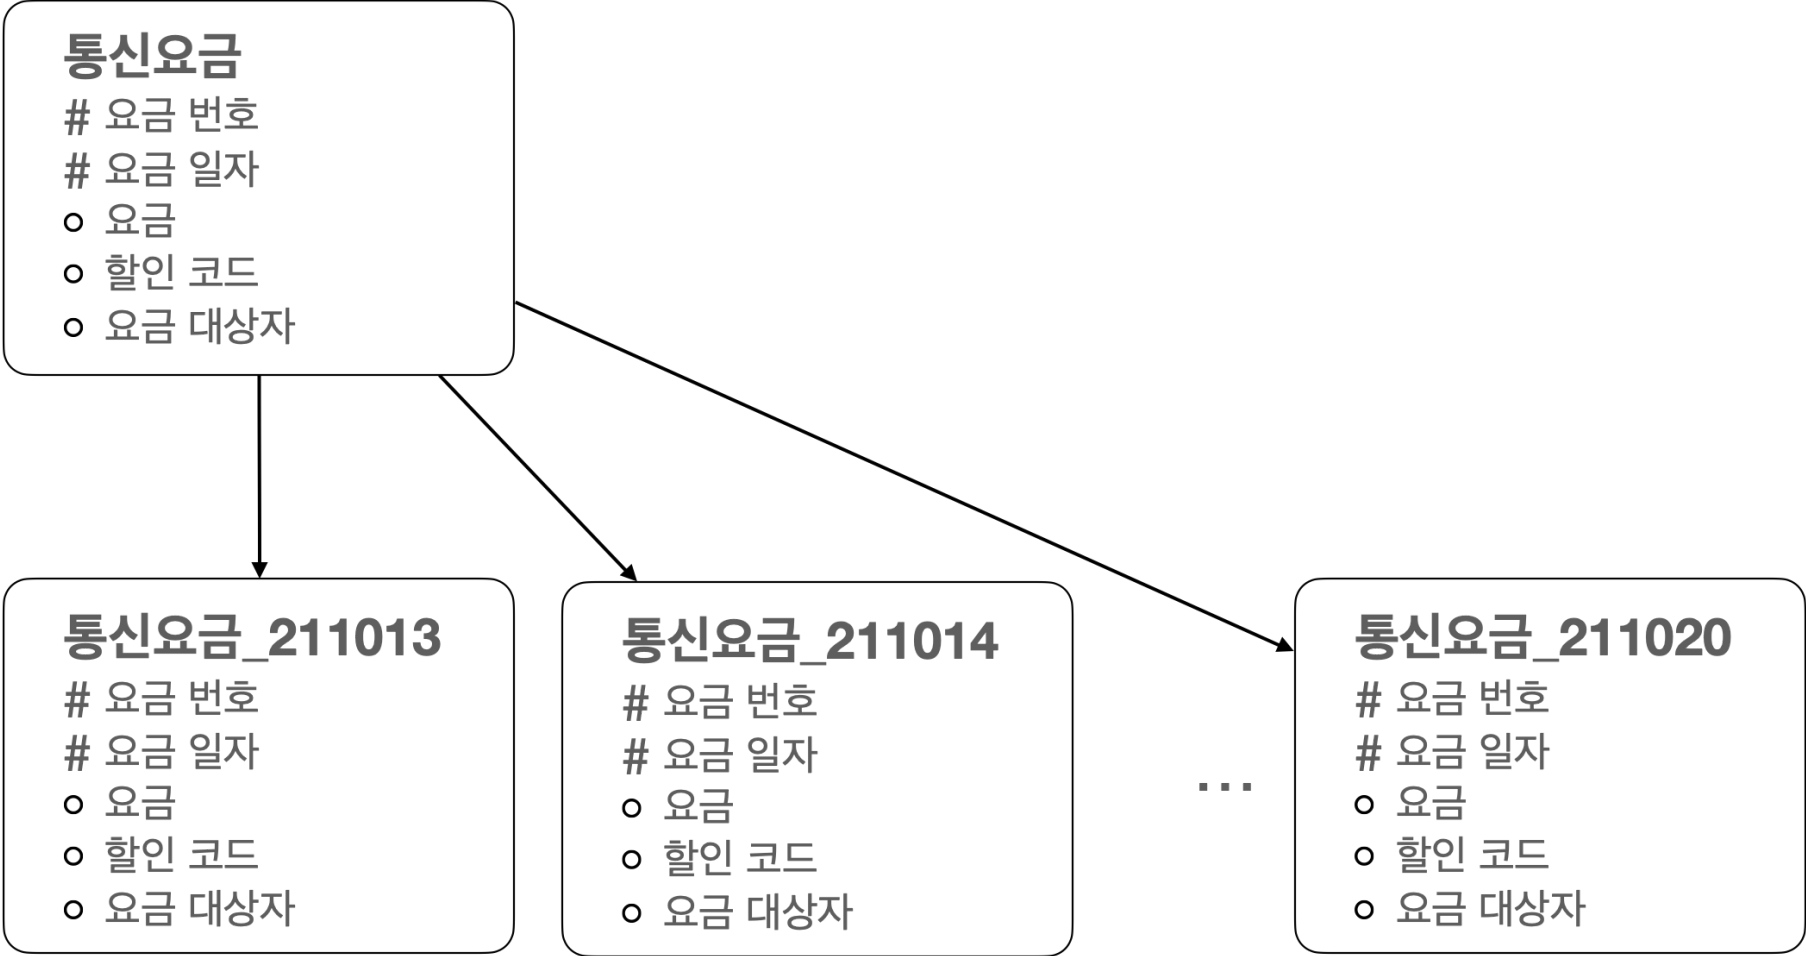 통신요금
# 요금 번호
# 요금 일자
○ 요금
○ 할인 코드
○ 요금 대상자
통신요금_211013
# 요금 번호
# 요금 일자
○ 요금
○ 할인 코드
○ 요금 대상자
통신요금_211014
# 요금 번호
# 요금 일자
○ 요금
○ 할인 코드
○ 요금 대상자
...
통신요금_211020
# 요금 번호
# 요금 일자
○ 요금
○ 할인 코드
○ 요금 대상자